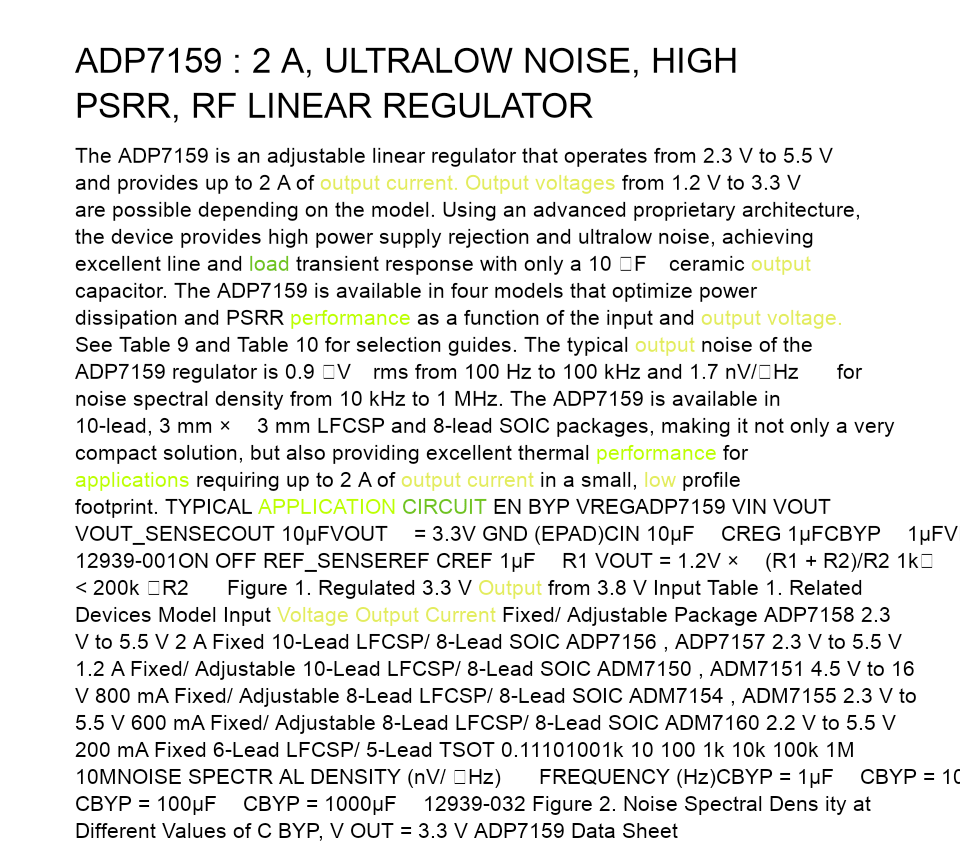 ADP7159 : 2 A, ULTRALOW NOISE, HIGH
PSRR, RF LINEAR REGULATOR
The ADP7159 is an adjustable linear regulator that operates from 2.3 V to 5.5 V
and provides up to 2 A of output current. Output voltages from 1.2 V to 3.3 V
are possible depending on the model. Using an advanced proprietary architecture,
the device provides high power supply rejection and ultralow noise, achieving
excellent line and load transient response with only a 10 □F ceramic output
capacitor. The ADP7159 is available in four models that optimize power
dissipation and PSRR performance as a function of the input and output voltage.
See Table 9 and Table 10 for selection guides. The typical output noise of the
ADP7159 regulator is 0.9 □V rms from 100 Hz to 100 kHz and 1.7 nV/□Hz for
noise spectral density from 10 kHz to 1 MHz. The ADP7159 is available in
10-lead, 3 mm × 3 mm LFCSP and 8-lead SOIC packages, making it not only a very
compact solution, but also providing excellent thermal performance for
applications requiring up to 2 A of output current in a small, low profile
footprint. TYPICAL APPLICATION CIRCUIT EN BYP VREGADP7159 VIN VOUT
VOUT_SENSECOUT 10µFVOUT = 3.3V GND (EPAD)CIN 10µF CREG 1µFCBYP 1µFV
12939-001ON OFF REF_SENSEREF CREF 1µF R1 VOUT = 1.2V × (R1 + R2)/R2 1k□
< 200k □R2 Figure 1. Regulated 3.3 V Output from 3.8 V Input Table 1. Related
Devices Model Input Voltage Output Current Fixed/ Adjustable Package ADP7158 2.3
V to 5.5 V 2 A Fixed 10-Lead LFCSP/ 8-Lead SOIC ADP7156 , ADP7157 2.3 V to 5.5 V
1.2 A Fixed/ Adjustable 10-Lead LFCSP/ 8-Lead SOIC ADM7150 , ADM7151 4.5 V to 16
V 800 mA Fixed/ Adjustable 8-Lead LFCSP/ 8-Lead SOIC ADM7154 , ADM7155 2.3 V to
5.5 V 600 mA Fixed/ Adjustable 8-Lead LFCSP/ 8-Lead SOIC ADM7160 2.2 V to 5.5 V
200 mA Fixed 6-Lead LFCSP/ 5-Lead TSOT 0.11101001k 10 100 1k 10k 100k 1M
10MNOISE SPECTR AL DENSITY (nV/ □Hz) FREQUENCY (Hz)CBYP = 1µF CBYP = 10
CBYP = 100µF CBYP = 1000µF 12939-032 Figure 2. Noise Spectral Dens ity at
Different Values of C BYP, V OUT = 3.3 V ADP7159 Data Sheet